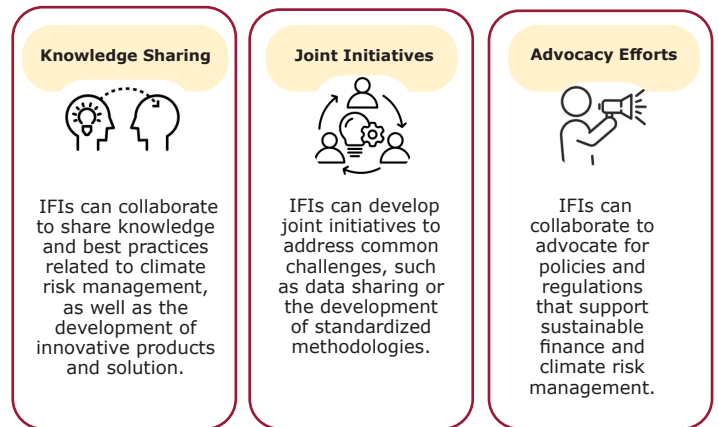 Knowledge Sharing
IFIs can collaborate
to share knowledge
and best practices
related to climate
risk management,
as well as the
development of
innovative products
and solution.
Joint Initiatives
IFIs can develop
joint initiatives to
address common
challenges, such
as data sharing or
the development
of standardized
methodologies.
Advocacy Efforts
IFIs can
collaborate to
advocate for
policies and
regulations
that support
sustainable
finance and
climate risk
management.